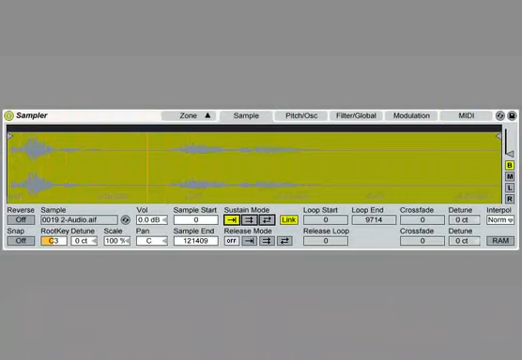 Sampler Zone Sample Pitch/Osc Filter/Global Modulation MIDI
B
M
L
R
Reverse Sample Vol Sample Start Sustain Mode Loop Start Loop End Crossfade Detune Interpol
Off 0019 2-Audio.aif 0.0 dB 0 Link 0 9714 0 0 ct Norm
Snap RootKey Detune Scale Pan Sample End Release Mode Release Loop Crossfade Detune
Off C3 0 ct 100 % C 121409 OFF 0 0 0 ct RAM